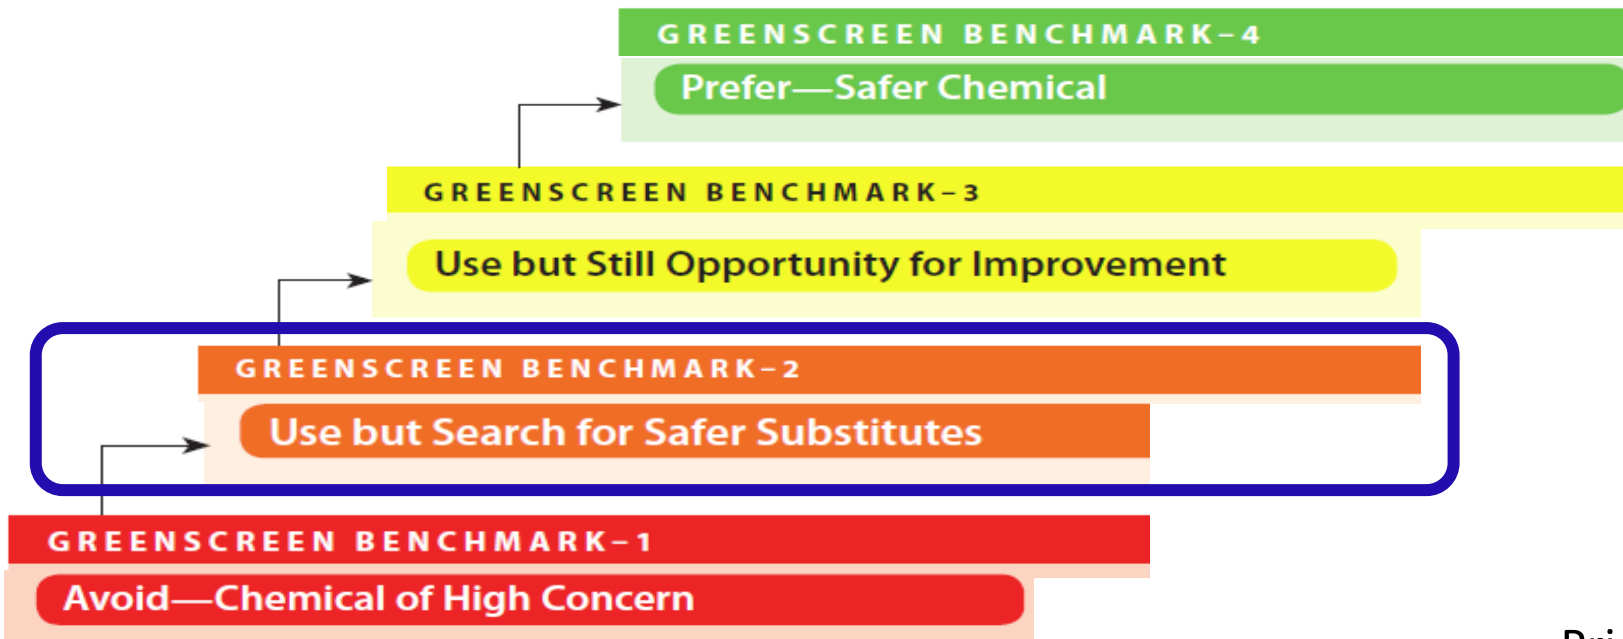 GREENSCREEN BENCHMARK–4
Prefer—Safer Chemical
GREENSCREEN BENCHMARK–3
Use but Still Opportunity for Improvement
GREENSCREEN BENCHMARK–2
Use but Search for Safer Substitutes
GREENSCREEN BENCHMARK–1
Avoid—Chemical of High Concern